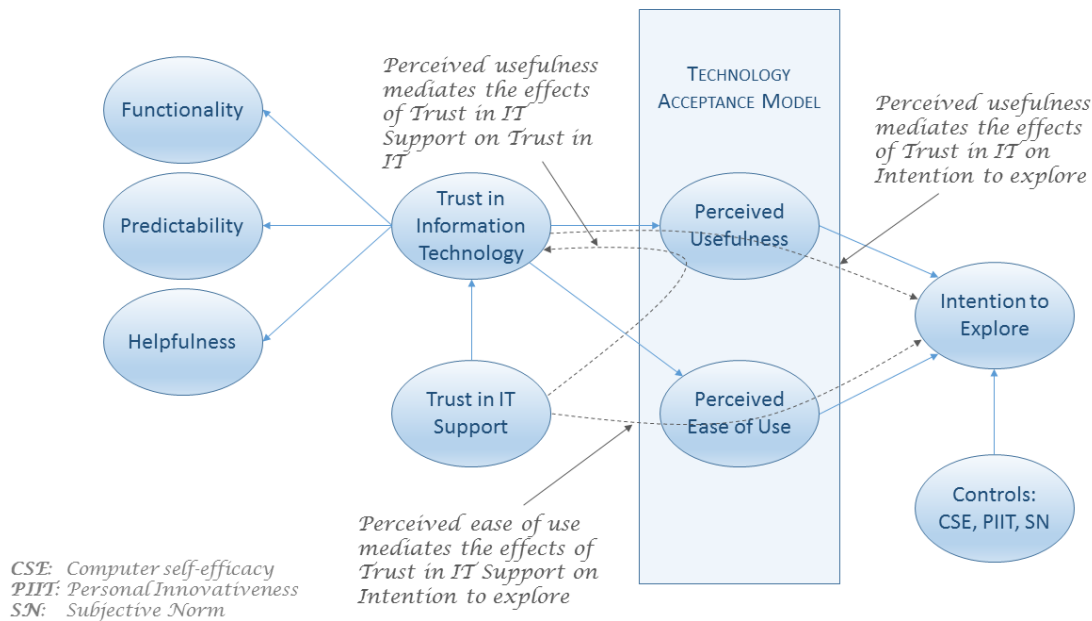 Functionality
Predictability
Helpfulness
Perceived usefulness
mediates the effects
of Trust in IT
Support on Trust in
IT
Trust in
Information
Technology
Trust in IT
Support
TECHNOLOGY
ACCEPTANCE MODEL
Perceived
Usefulness
Perceived
Ease of Use
Perceived usefulness
mediates the effects
of Trust in IT on
Intention to explore
Intention to
Explore
Controls:
CSE, PIIT, SN
Perceived ease of use
mediates the effects of
Trust in IT Support on
Intention to explore
CSE: Computer self-efficacy
PIIT: Personal Innovativeness
SN: Subjective Norm